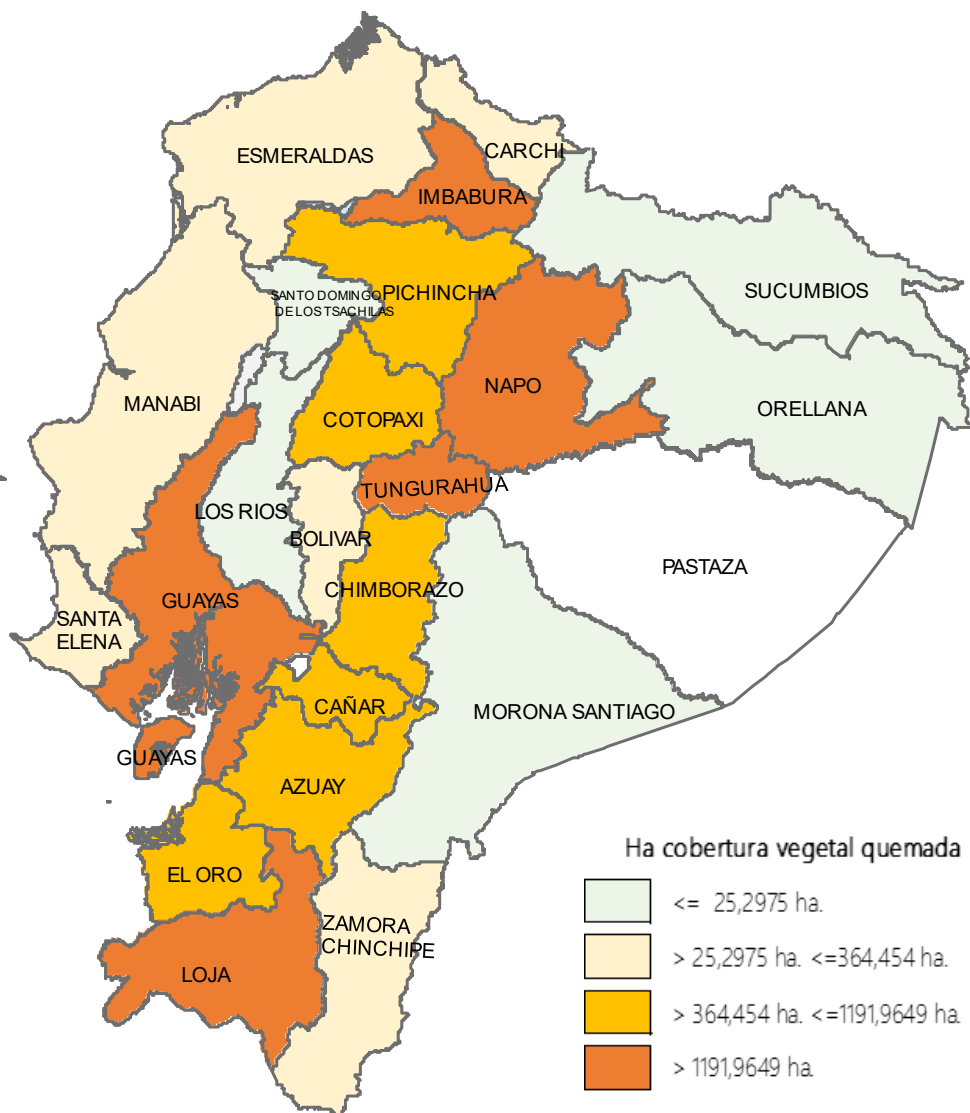 ESMERALDAS
CARCHI
IMBABURA
SUCUMBIOS
SANTO DOMINGO
DE LOS TSACHILAS
PICHINCHA
NAPO
MANABI
COTOPAXI
ORELLANA
TUNGURAHUA
LOS RIOS
BOLIVAR
PASTAZA
CHIMBORAZO
GUAYAS
SANTA
ELENA
CAÑAR
MORONA SANTIAGO
GUAYAS
AZUAY
EL ORO
ZAMORA
CHINCHIPE
LOJA
Ha cobertura vegetal quemada
<= 25,2975 ha.
> 25,2975 ha. <=364,454 ha.
> 364,454 ha. <=1191,9649 ha.
> 1191,9649 ha.